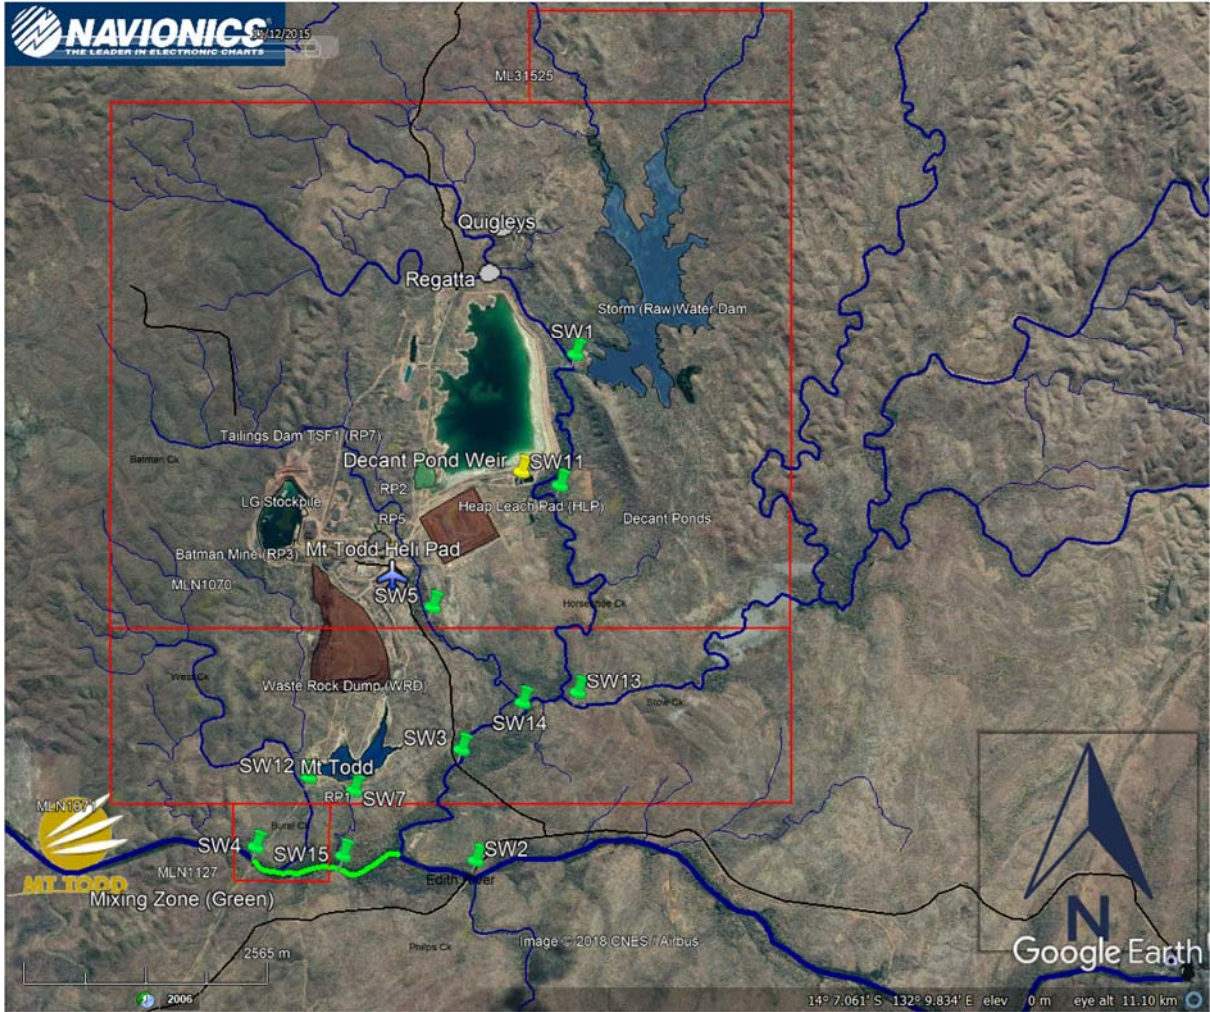 NAVIONICS
THE LEADER IN ELECTRONIC CHARTS
12/2015
ML31525
Quigleys
Regatta
Storm (Raw)Water Dam
SW1
Tailings Dam TSF1 (RP7)
Batman Ck
Decant Pond Weir
SW11
RP2
LG Stockpile
Heap Leach Pad (HLP)
RP5
Decant Ponds
Batman Mine (RP3)
Mt Todd Heli Pad
MLN1070
SW5
Horseshoe Ck
West Ck
Waste Rock Dump (WRD)
SW13
Stow Ck
SW14
SW3
SW12
Mt Todd
RP1
SW7
Burrel Ck
SW4
SW15
SW2
MLN1127
Edith River
MT TODD
Mixing Zone (Green)
N
Philps Ck
Image © 2018 CNES / Airbus
2565 m
Google Earth
2006
14° 7.061' S 132° 9.834' E elev 0 m eye alt 11.10 km